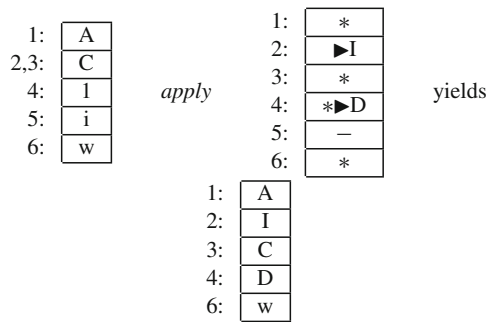 1: A
2,3: C
4: 1
5: i
6: w
apply
1: *
2: ►I
3: *
4: *►D
5: −
6: *
yields
1: A
2: I
3: C
4: D
6: w